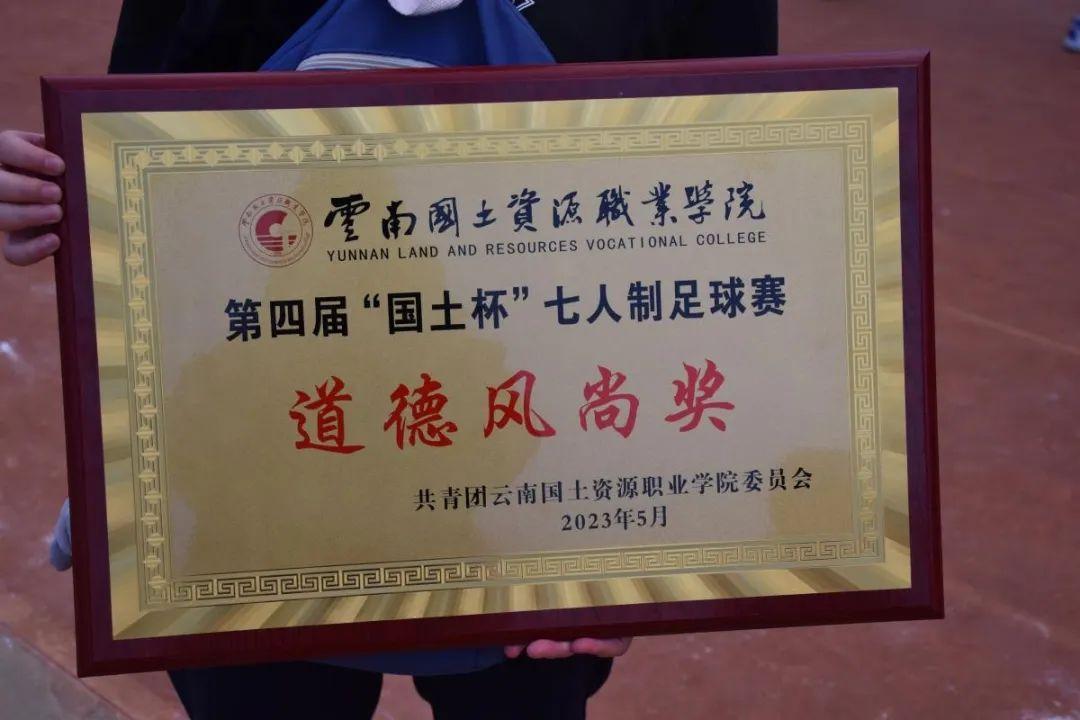 雲南國土資源職業學院
YUNNAN LAND AND RESOURCES VOCATIONAL COLLEGE
第四届“国土杯”七人制足球赛
道德风尚奖
共青团云南国土资源职业学院委员会
2023年5月